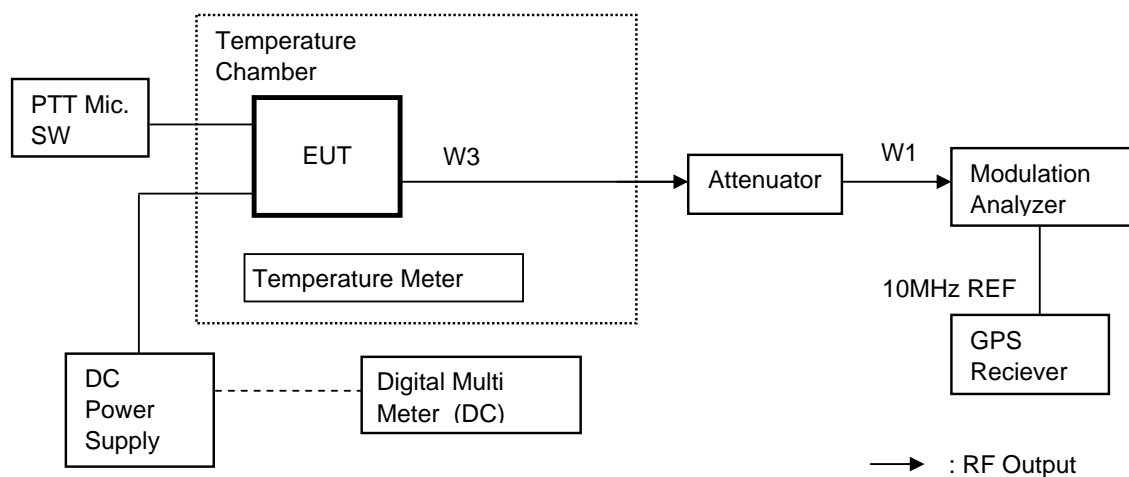 Temperature
Chamber
PTT Mic.
SW
EUT
W3
Attenuator
W1
Modulation
Analyzer
Temperature Meter
10MHz REF
GPS
Reciever
DC
Power
Supply
Digital Multi
Meter (DC)
: RF Output